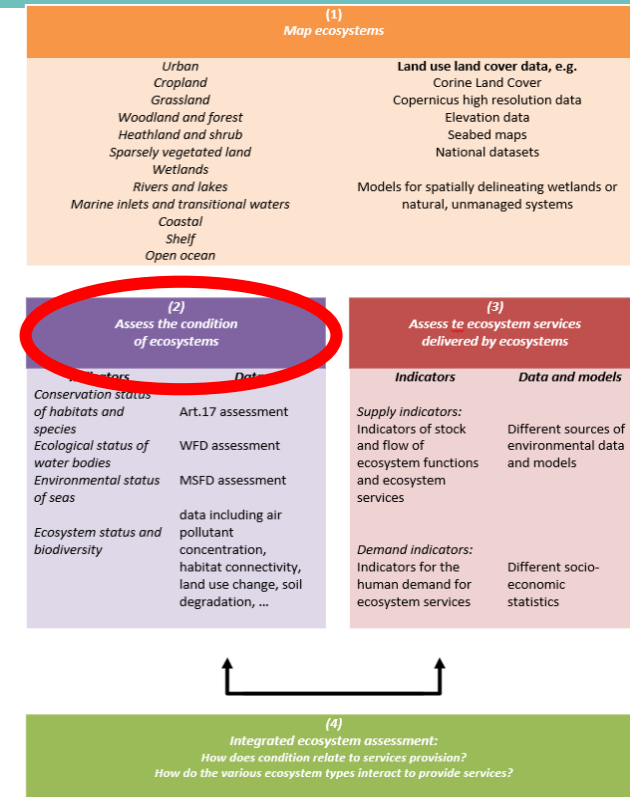 (1)
Map ecosystems
Urban
Cropland
Grassland
Woodland and forest
Heathland and shrub
Sparsely vegetated land
Wetlands
Rivers and lakes
Marine inlets and transitional waters
Coastal
Shelf
Open ocean
Land use land cover data, e.g.
Corine Land Cover
Copernicus high resolution data
Elevation data
Seabed maps
National datasets
Models for spatially delineating wetlands or
natural, unmanaged systems
(2)
Assess the condition
of ecosystems
Indicators
Data
Conservation status
of habitats and
species
Art.17 assessment
Ecological status of
water bodies
WFD assessment
Environmental status
of seas
MSFD assessment
Ecosystem status and
biodiversity
data including air
pollutant
concentration,
habitat connectivity,
land use change, soil
degradation, ...
(3)
Assess te ecosystem services
delivered by ecosystems
Indicators
Data and models
Supply indicators:
Indicators of stock
and flow of
ecosystem functions
and ecosystem
services
Different sources of
environmental data
and models
Demand indicators:
Indicators for the
human demand for
ecosystem services
Different socio-
economic
statistics
(4)
Integrated ecosystem assessment:
How does condition relate to services provision?
How do the various ecosystem types interact to provide services?